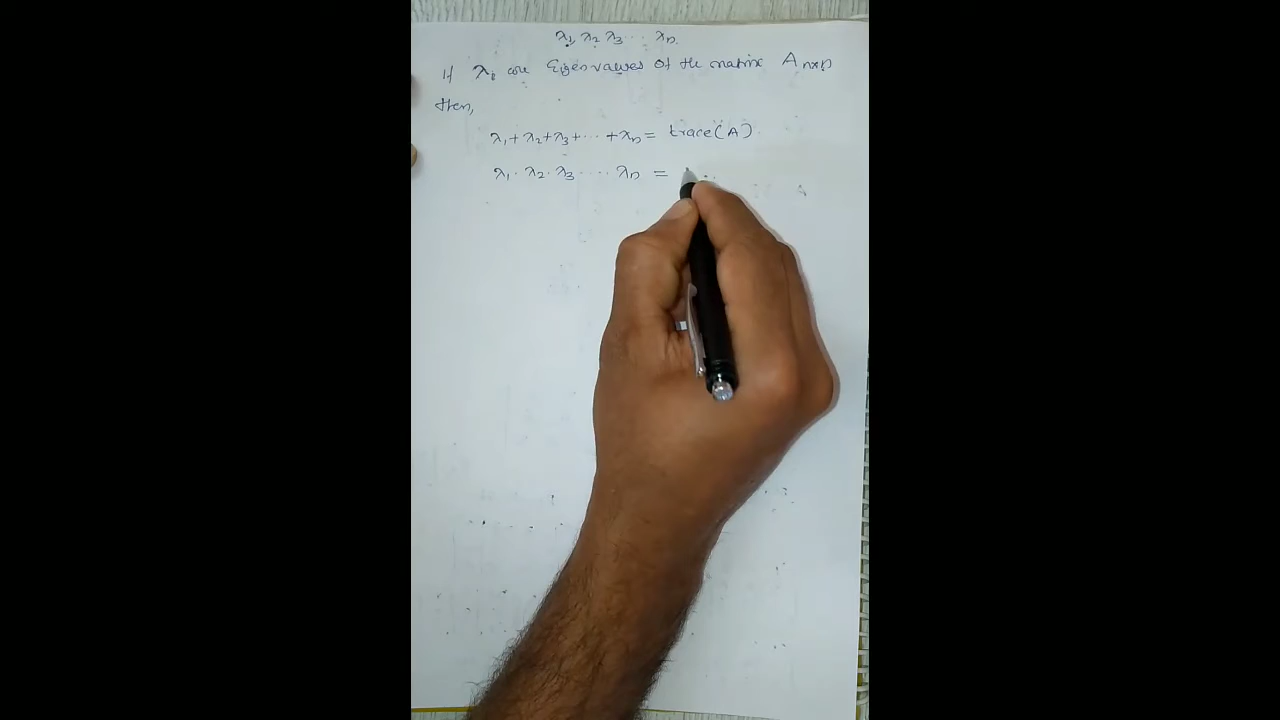 λ1, λ2 λ3 ... λn.
If λi are Eigen values of the matrix Anxn
then,
λ1+λ2+λ3+...+λn = trace(A)
λ1. λ2. λ3 .... λn =